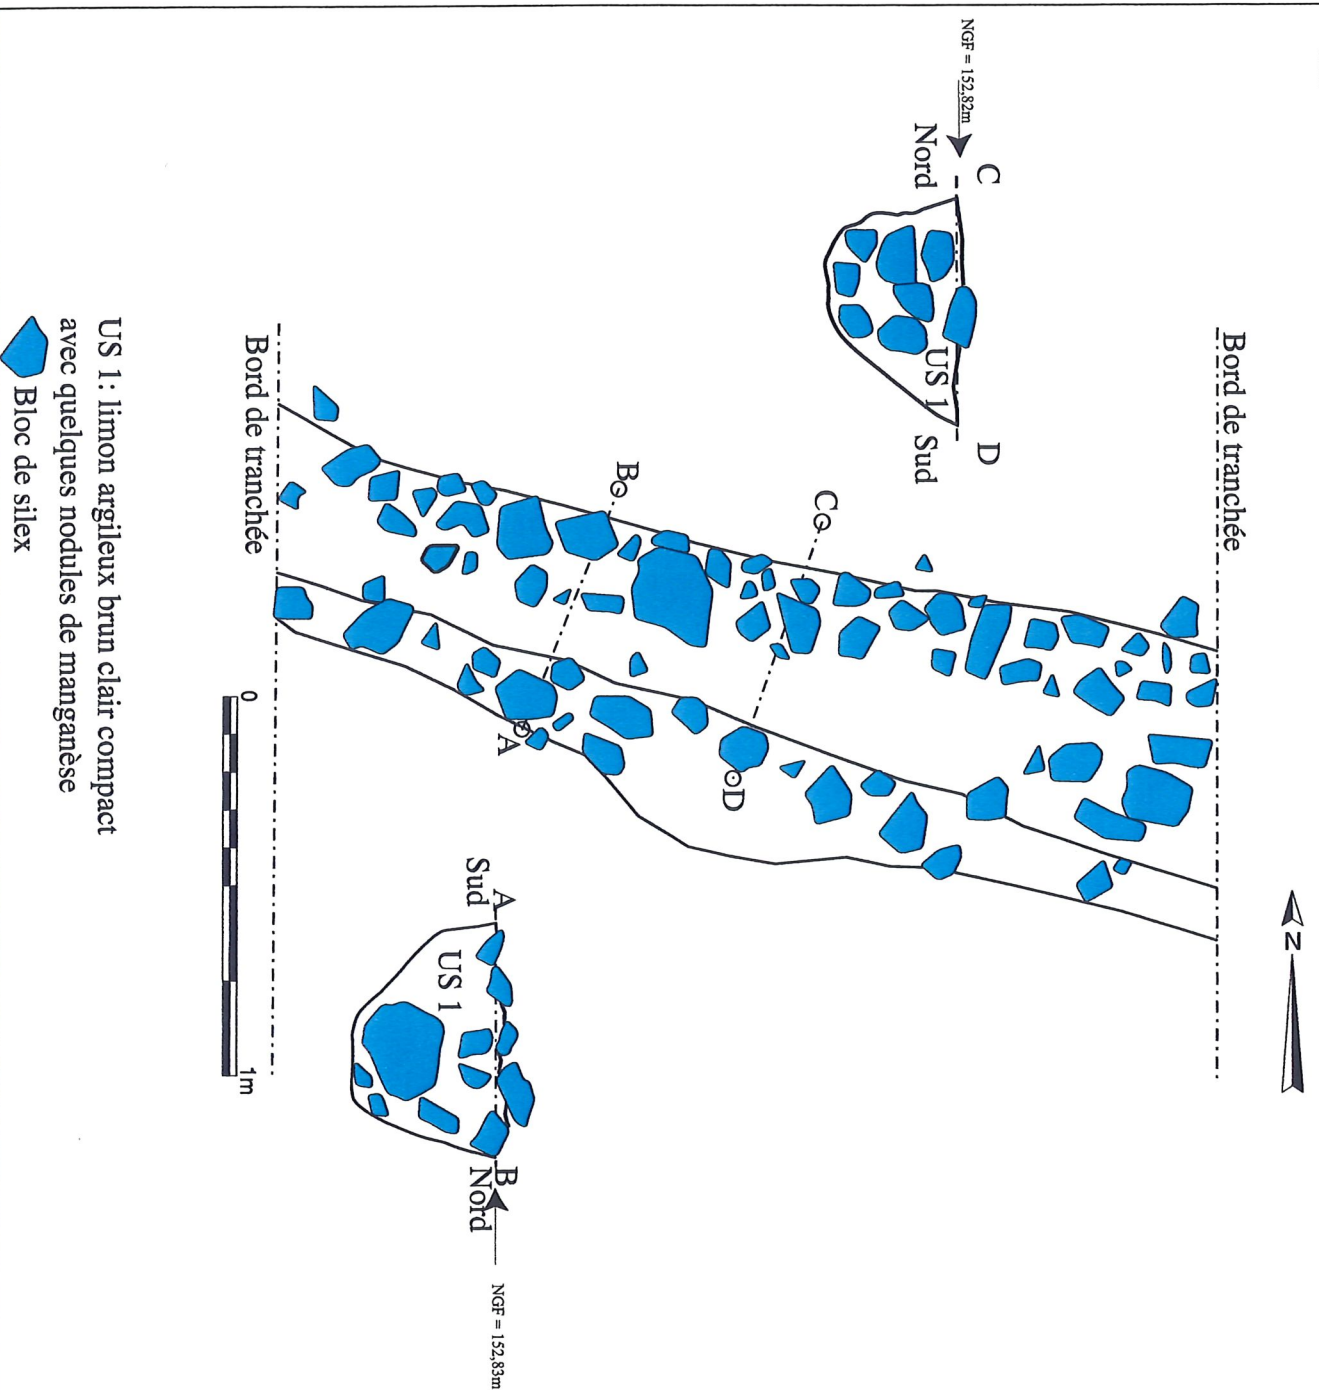 NGF = 152,82m
C
Nord
D
Sud
US 1
Bord de tranchée
N
B
C
A
D
Bord de tranchée
A
Sud
US 1
B
Nord
NGF = 152,83m
0
1m
US 1: limon argileux brun clair compact
avec quelques nodules de manganèse
Bloc de silex